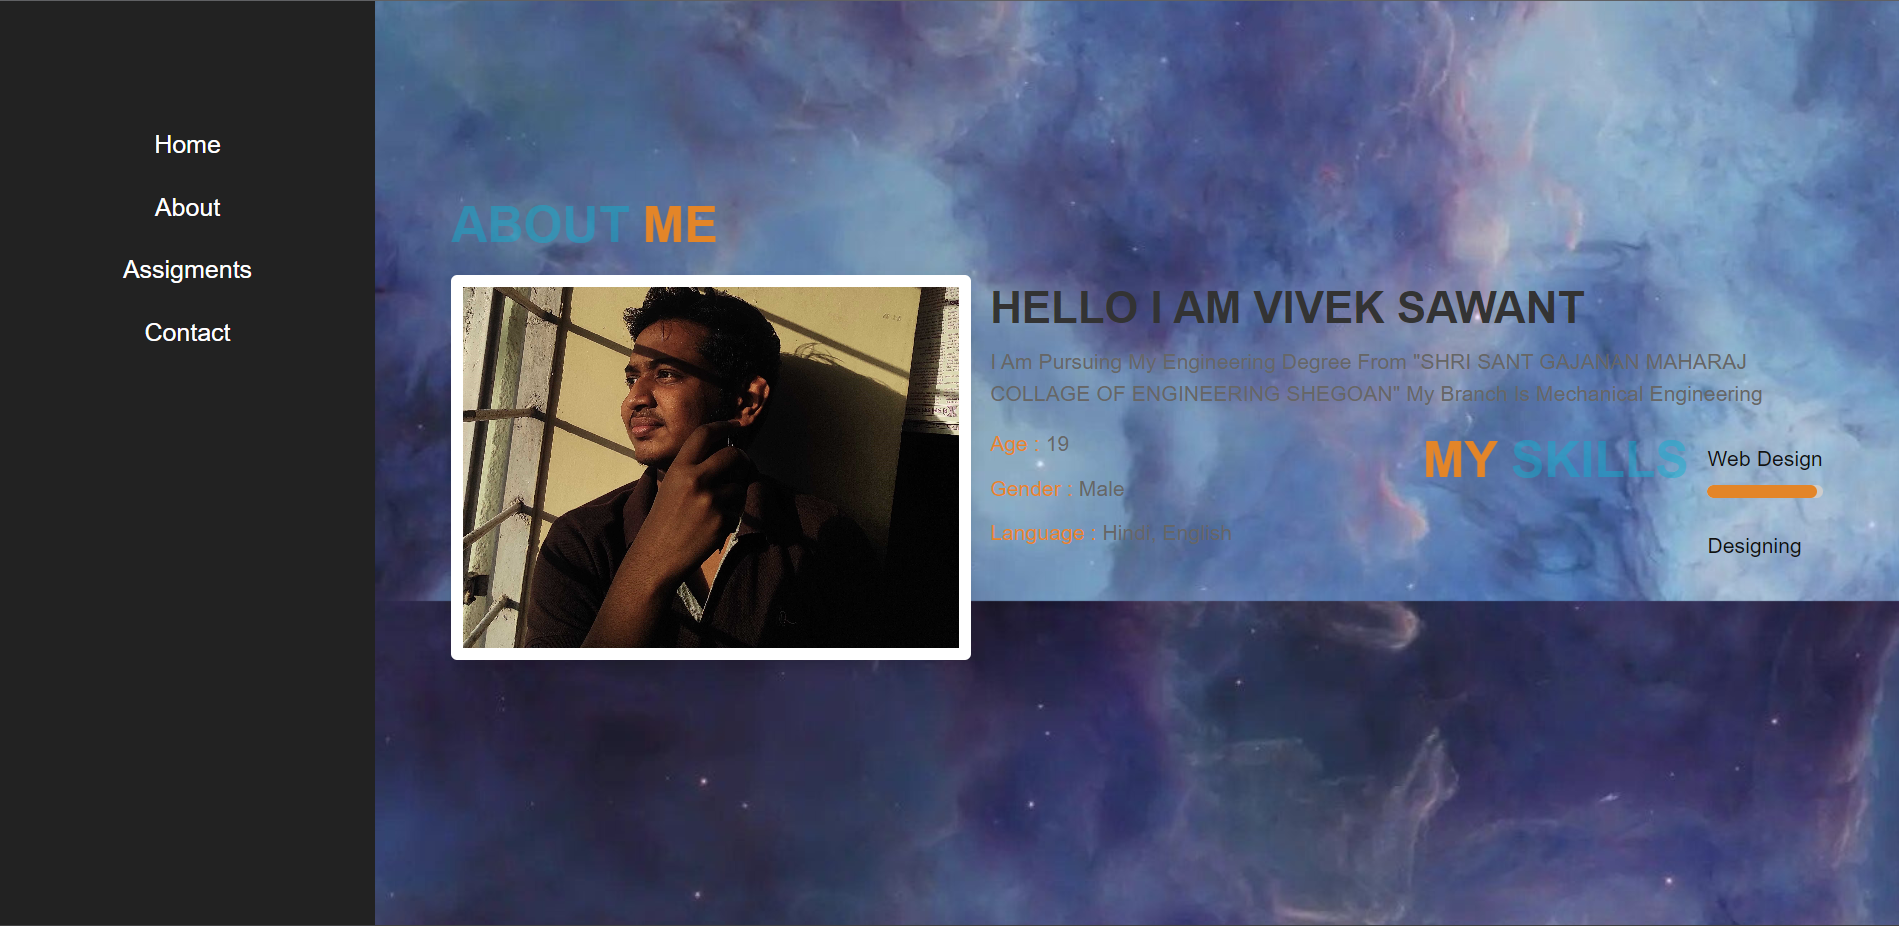 Home
About
Assigments
Contact
ABOUT ME
HELLO I AM VIVEK SAWANT
I Am Pursuing My Engineering Degree From "SHRI SANT GAJANAN MAHARAJ
COLLAGE OF ENGINEERING SHEGOAN" My Branch Is Mechanical Engineering
Age : 19
Gender : Male
Language : Hindi, English
MY SKILLS
Web Design
Designing